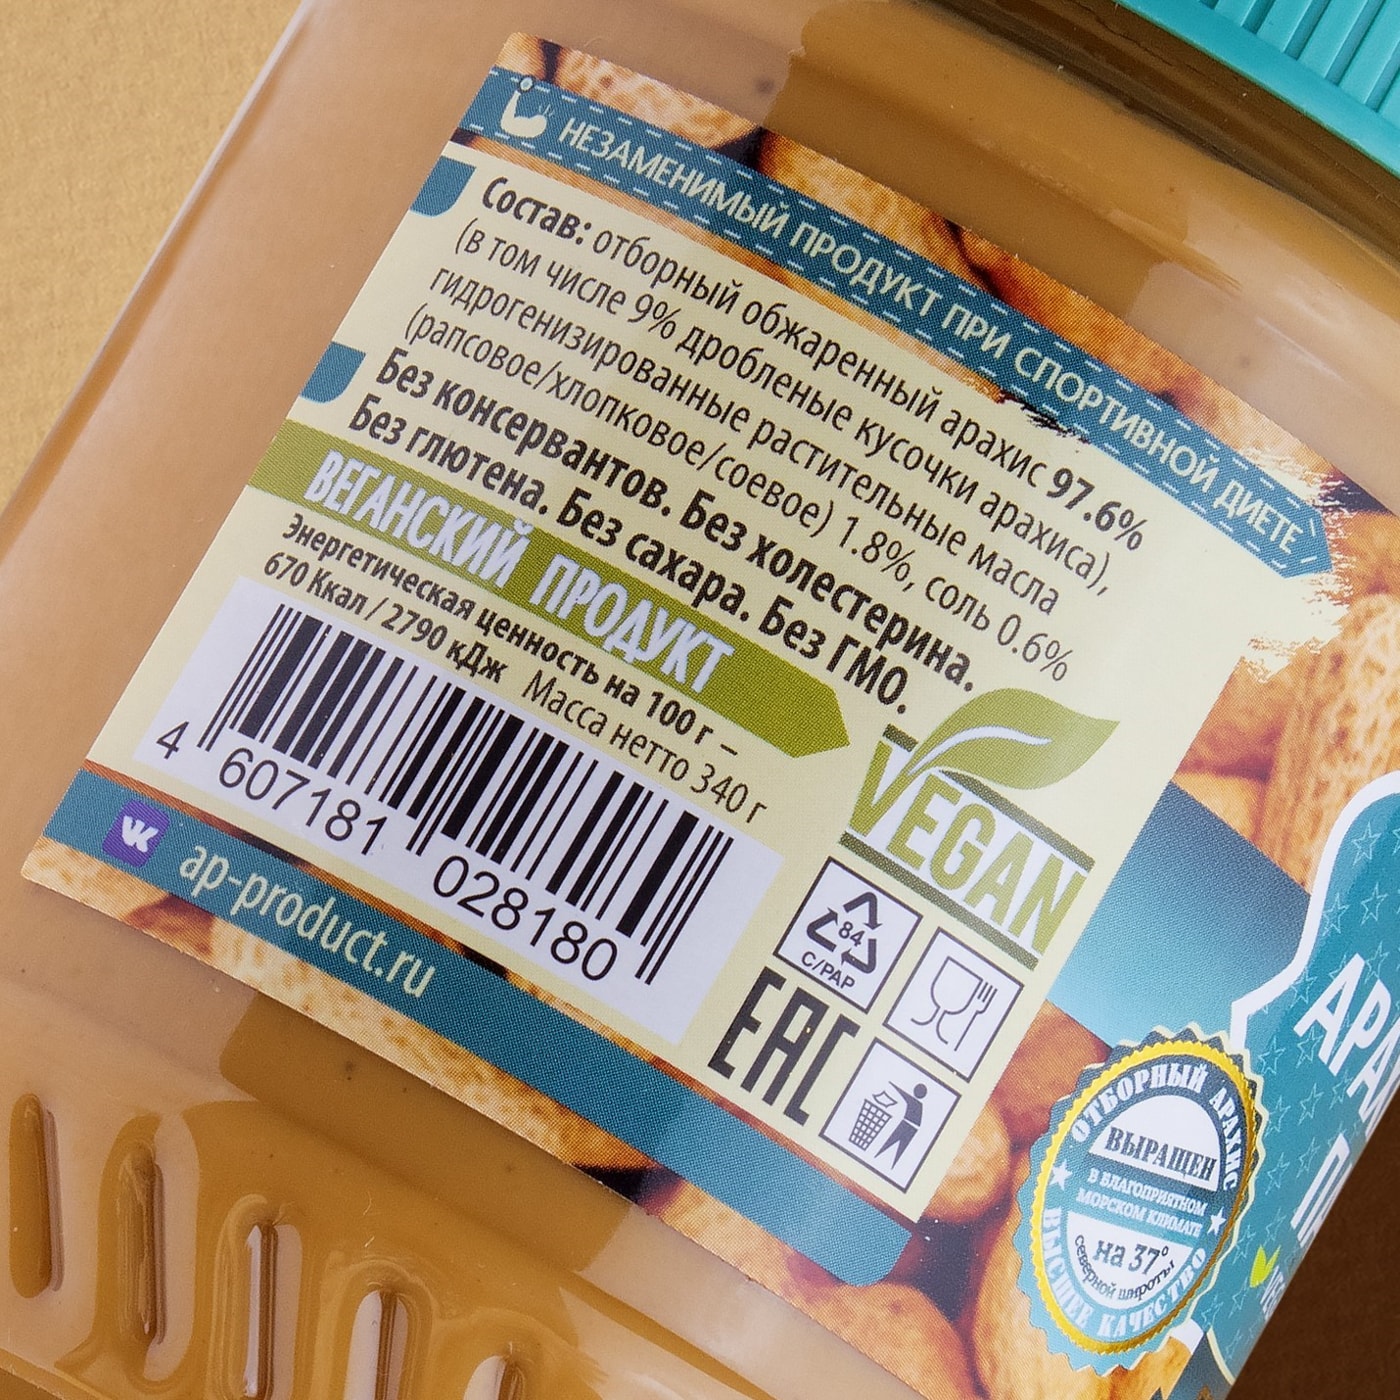 НЕЗАМЕНИМЫЙ ПРОДУКТ ПРИ СПОРТИВНОЙ ДИЕТЕ
Состав: отборный обжаренный арахис 97.6%
(в том числе 9% дробленые кусочки арахиса),
гидрогенизированные растительные масла
(рапсовое/хлопковое/соевое) 1.8%, соль 0.6%
Без консервантов. Без холестерина.
Без глютена. Без сахара. Без ГМО.
ВЕГАНСКИЙ ПРОДУКТ
Энергетическая ценность на 100 г –
670 Ккал / 2790 кДж Масса нетто 340 г
4 607181 028180
ap-product.ru
VEGAN
84
C/PAP
EAC
ОТБОРНЫЙ АРАХИС
ВЫРАЩЕН
В БЛАГОПРИЯТНОМ
МОРСКОМ КЛИМАТЕ
на 37°
северной широты
ВЫСШЕЕ КАЧЕСТВО